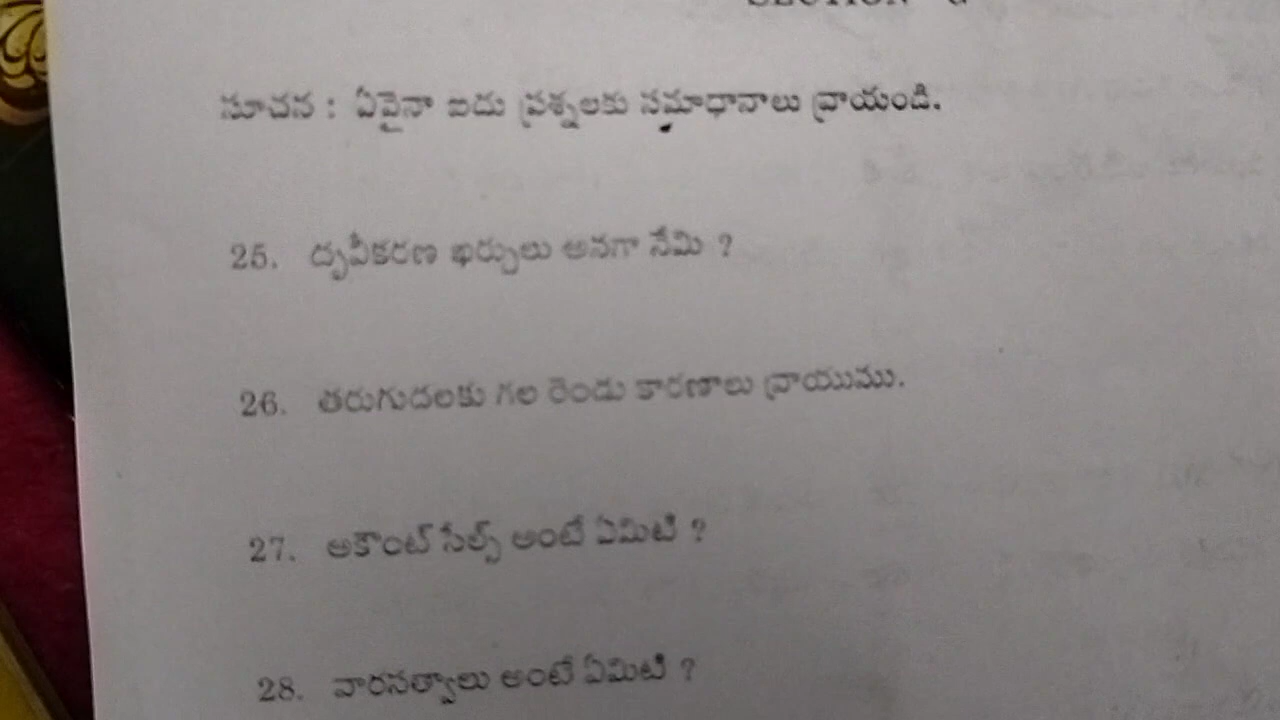 SECTION - G
సూచన : ఏవైనా ఐదు ప్రశ్నలకు సమాధానాలు వ్రాయండి.
25. దృవీకరణ ఖర్చులు అనగా నేమి ?
26. తరుగుదలకు గల రెండు కారణాలు వ్రాయుము.
27. అకౌంట్ సేల్స్ అంటే ఏమిటి ?
28. వారసత్వాలు అంటే ఏమిటి ?